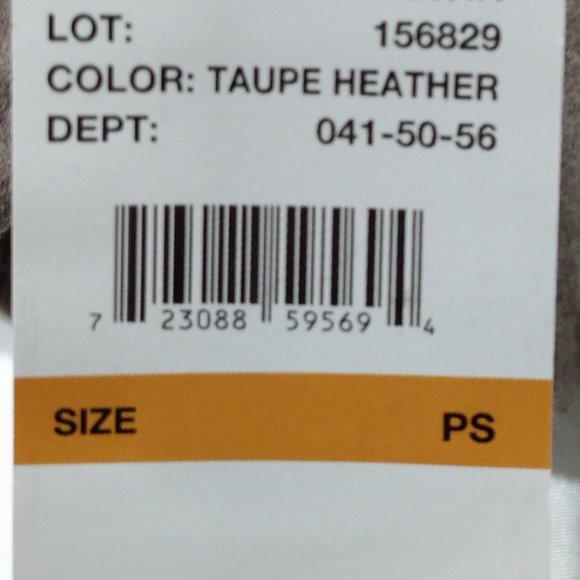 LOT: 156829
COLOR: TAUPE HEATHER
DEPT: 041-50-56
7 23088 59569 4
SIZE PS